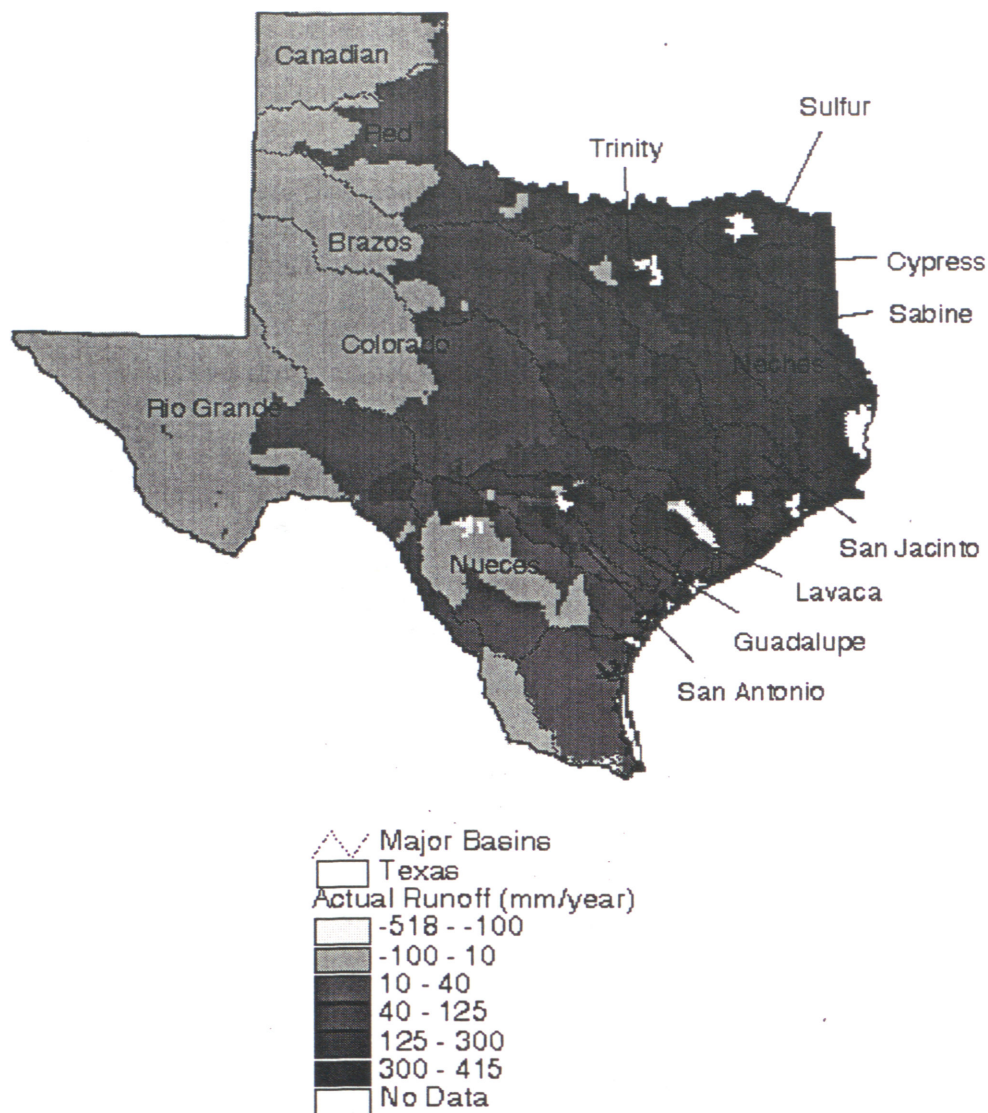 Canadian
Sulfur
Red
Trinity
Brazos
Cypress
Sabine
Colorado
Neches
Rio Grande
San Jacinto
Nueces
Lavaca
Guadalupe
San Antonio
Major Basins
Texas
Actual Runoff (mm/year)
-518 - -100
-100 - 10
10 - 40
40 - 125
125 - 300
300 - 415
No Data